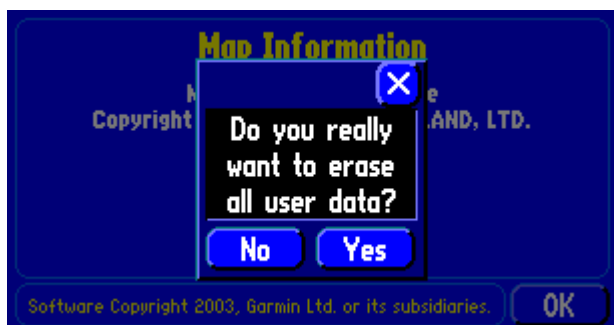 Map Information
Copyright AND, LTD.
Do you really
want to erase
all user data?
No Yes
Software Copyright 2003, Garmin Ltd. or its subsidiaries. OK